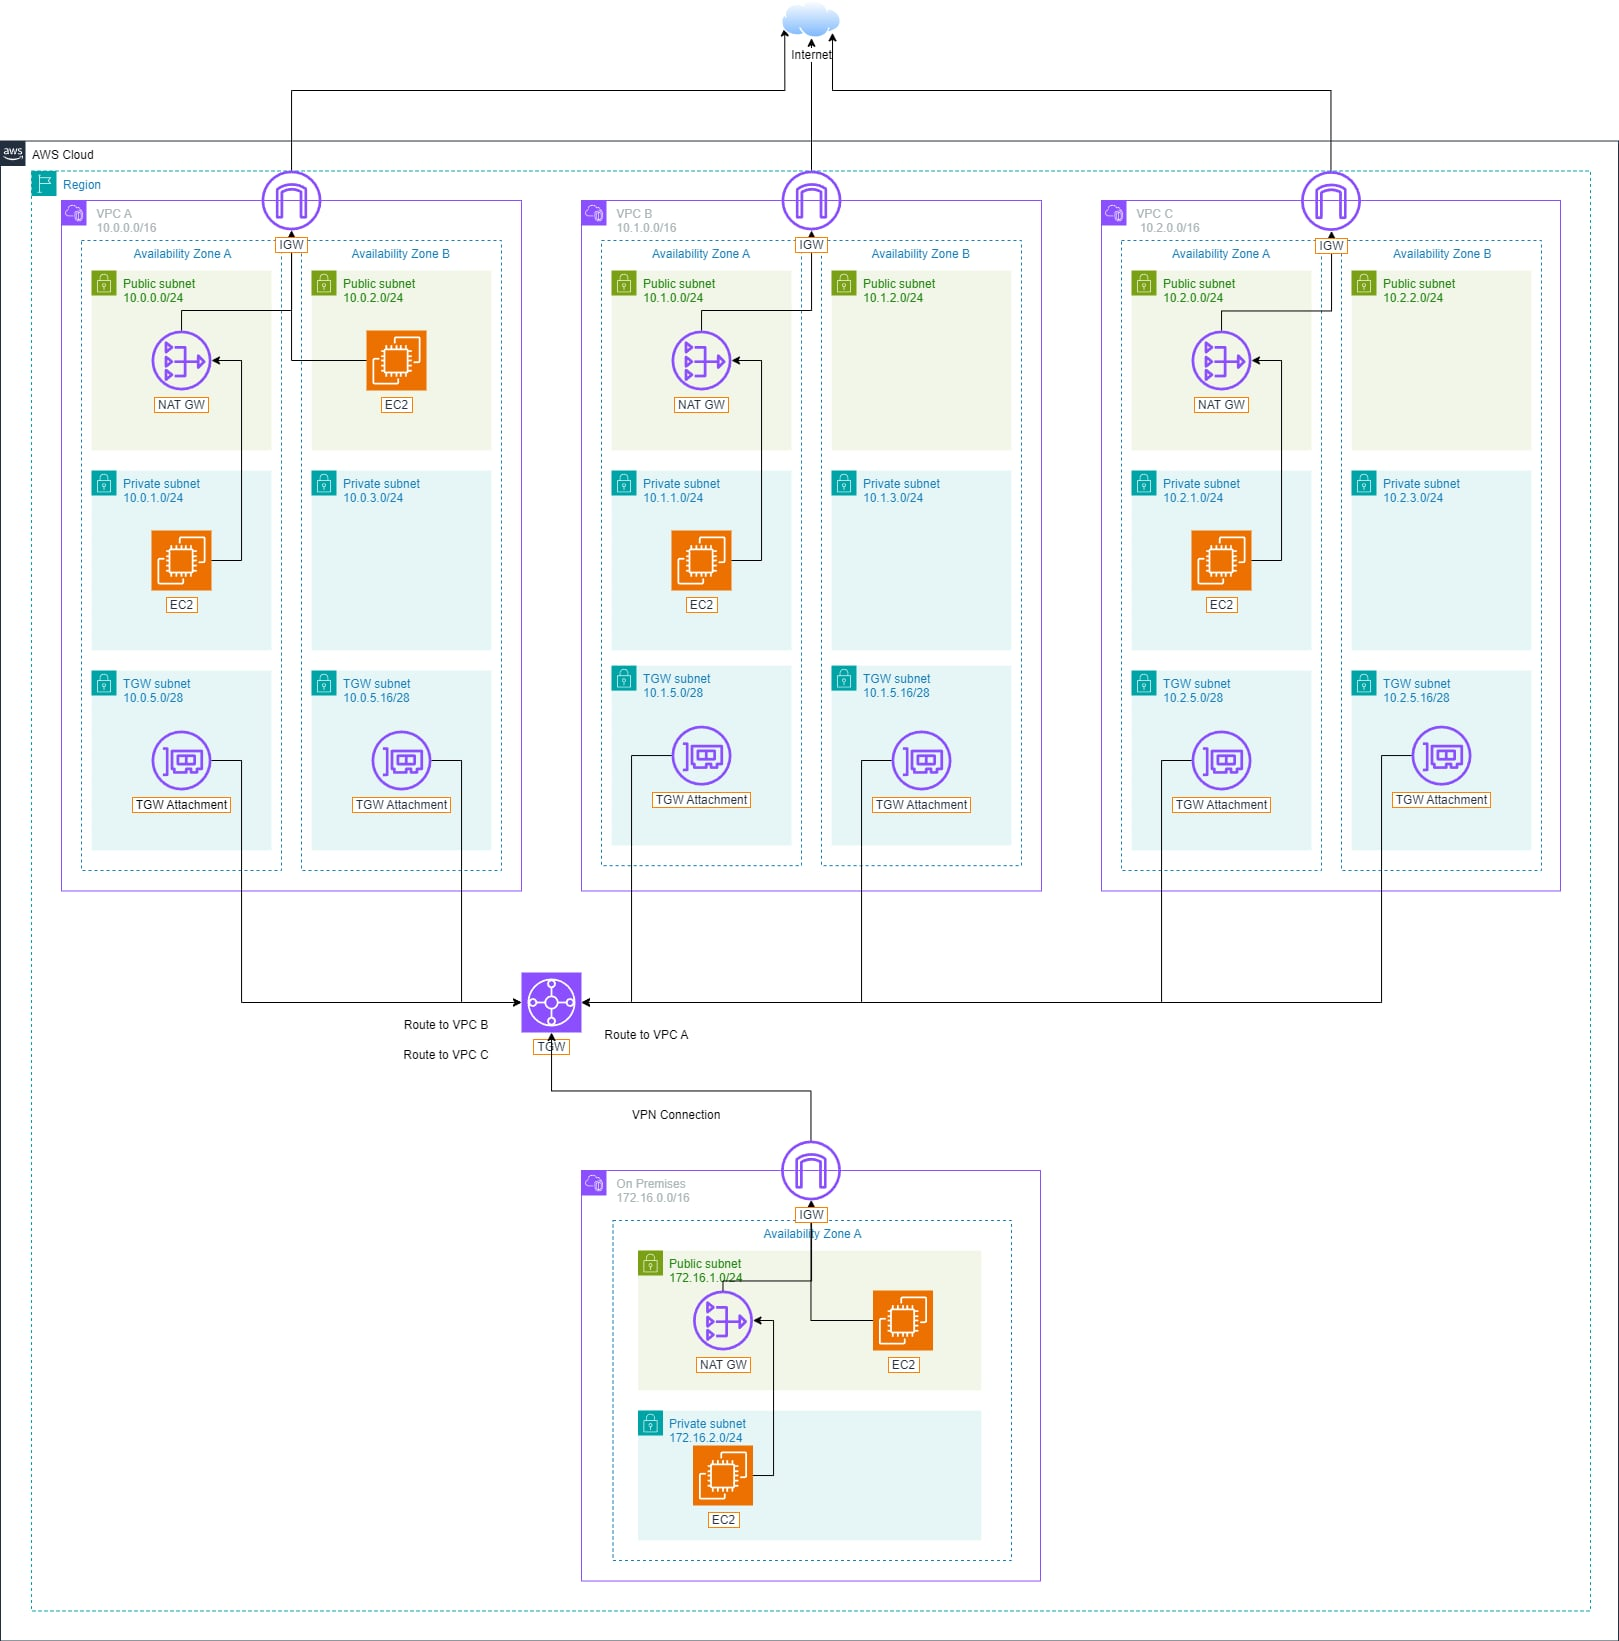 Internet
aws
AWS Cloud
Region
VPC A
10.0.0.0/16
IGW
Availability Zone A
Public subnet
10.0.0.0/24
NAT GW
Private subnet
10.0.1.0/24
EC2
TGW subnet
10.0.5.0/28
TGW Attachment
Availability Zone B
Public subnet
10.0.2.0/24
EC2
Private subnet
10.0.3.0/24
TGW subnet
10.0.5.16/28
TGW Attachment
VPC B
10.1.0.0/16
IGW
Availability Zone A
Public subnet
10.1.0.0/24
NAT GW
Private subnet
10.1.1.0/24
EC2
TGW subnet
10.1.5.0/28
TGW Attachment
Availability Zone B
Public subnet
10.1.2.0/24
Private subnet
10.1.3.0/24
TGW subnet
10.1.5.16/28
TGW Attachment
VPC C
10.2.0.0/16
IGW
Availability Zone A
Public subnet
10.2.0.0/24
NAT GW
Private subnet
10.2.1.0/24
EC2
TGW subnet
10.2.5.0/28
TGW Attachment
Availability Zone B
Public subnet
10.2.2.0/24
Private subnet
10.2.3.0/24
TGW subnet
10.2.5.16/28
TGW Attachment
Route to VPC B
Route to VPC C
TGW
Route to VPC A
VPN Connection
On Premises
172.16.0.0/16
IGW
Availability Zone A
Public subnet
172.16.1.0/24
NAT GW
EC2
Private subnet
172.16.2.0/24
EC2